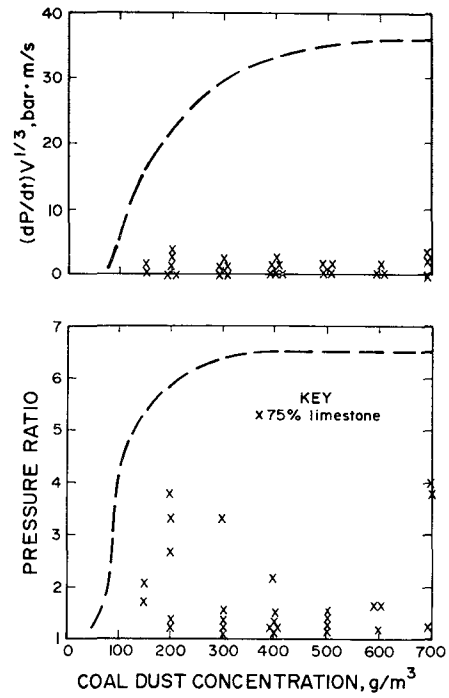 40
30
20
10
0
(dP/dt)V^1/3, bar·m/s
7
6
5
4
3
2
1
PRESSURE RATIO
KEY
x 75% limestone
0 100 200 300 400 500 600 700
COAL DUST CONCENTRATION, g/m³